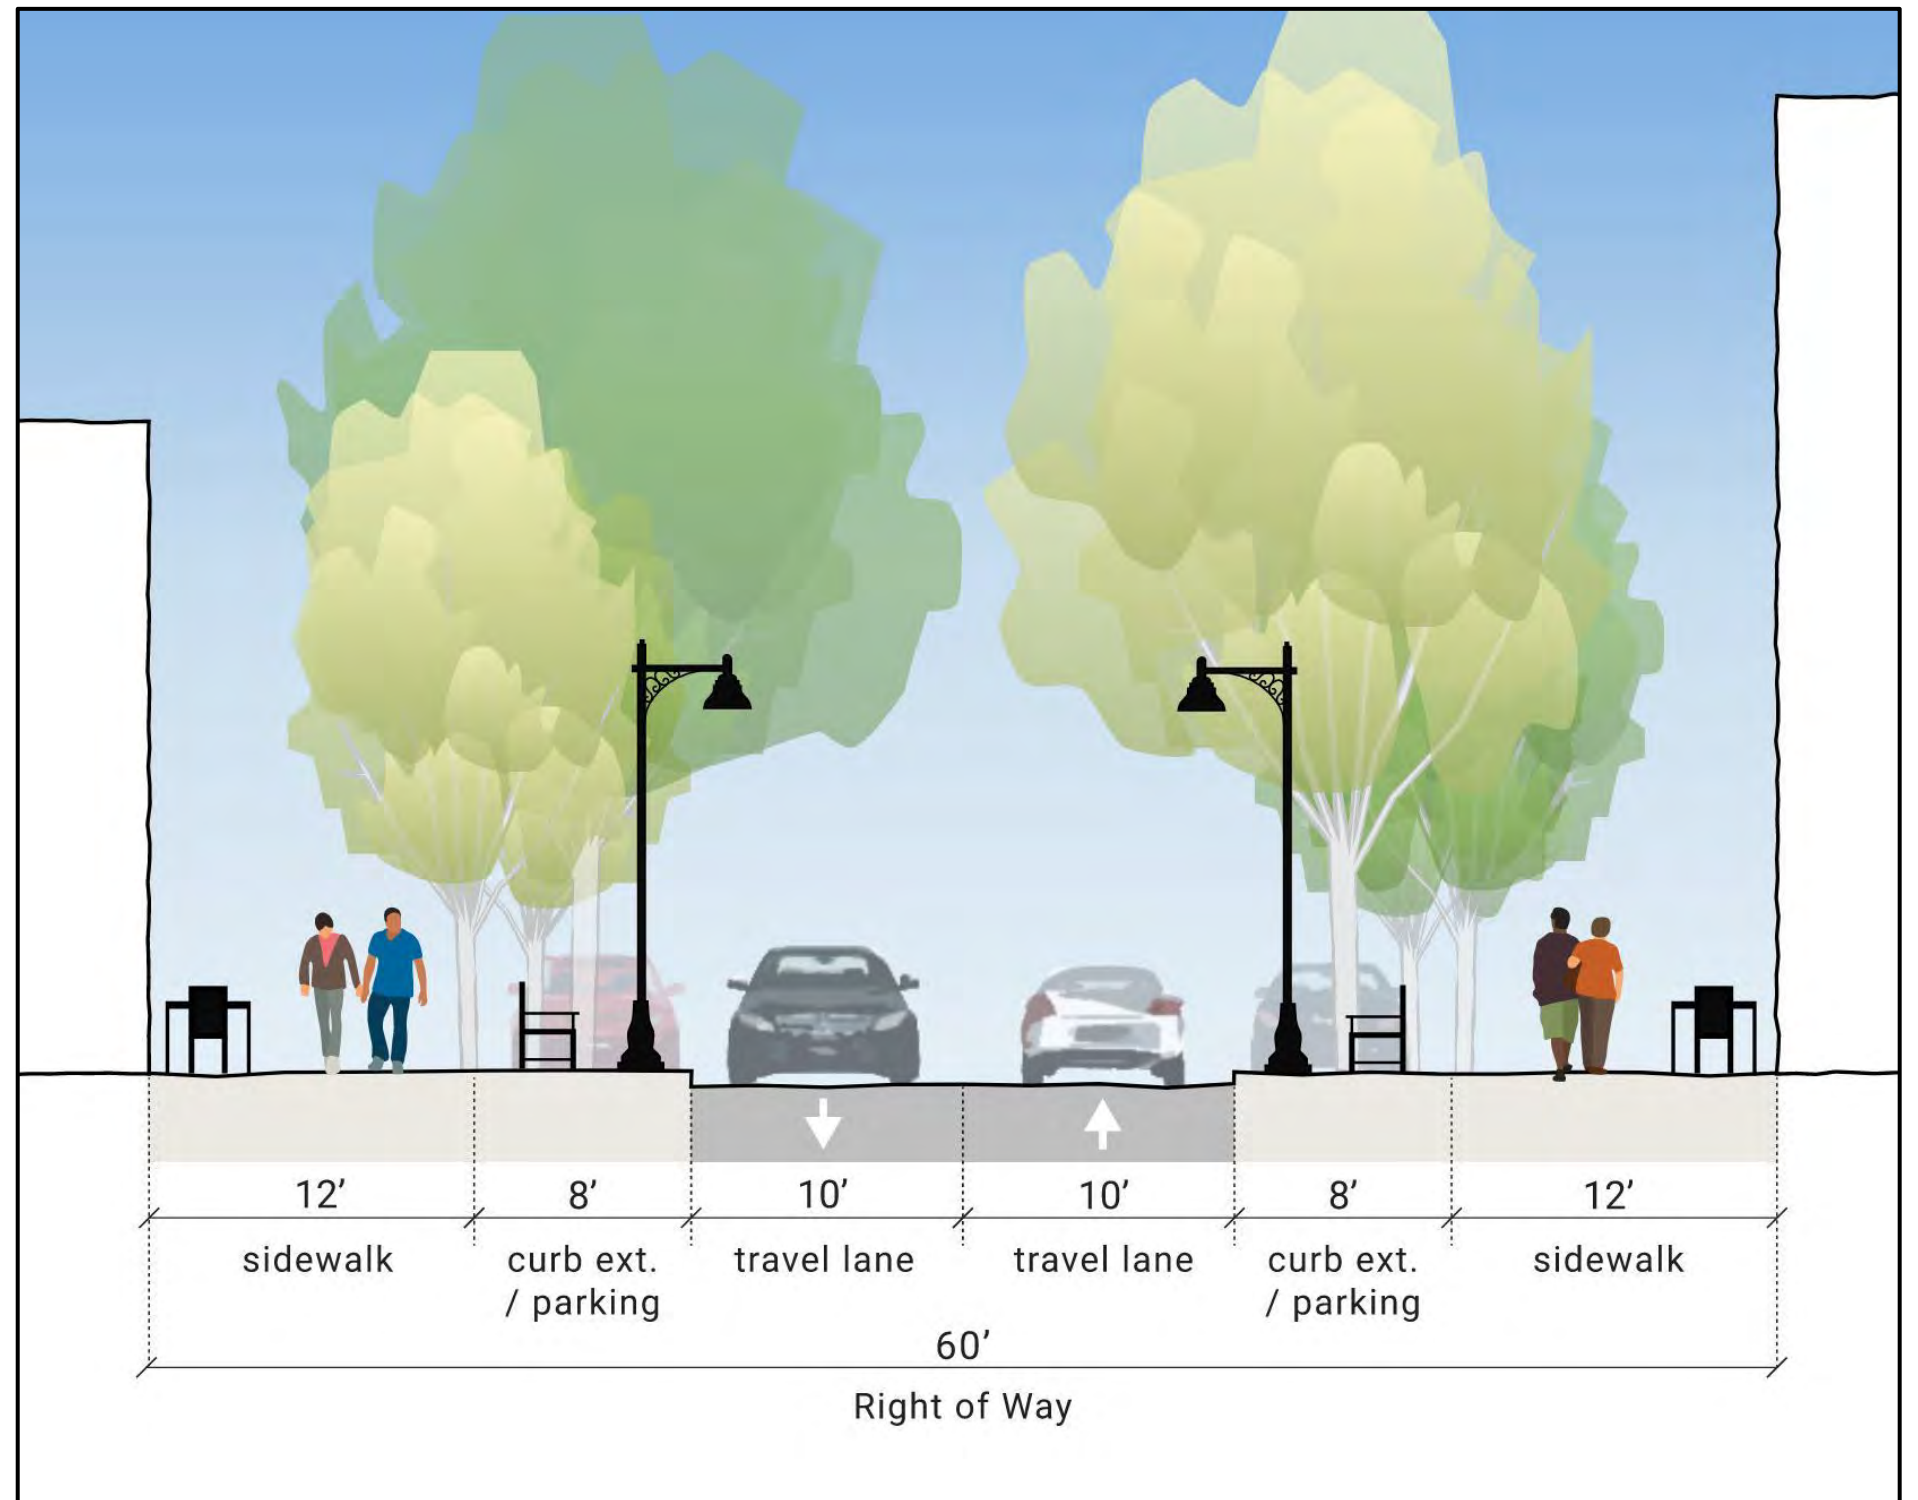 12’ 8’ 10’ 10’ 8’ 12’
sidewalk curb ext. travel lane travel lane curb ext. sidewalk
/ parking / parking
60’
Right of Way